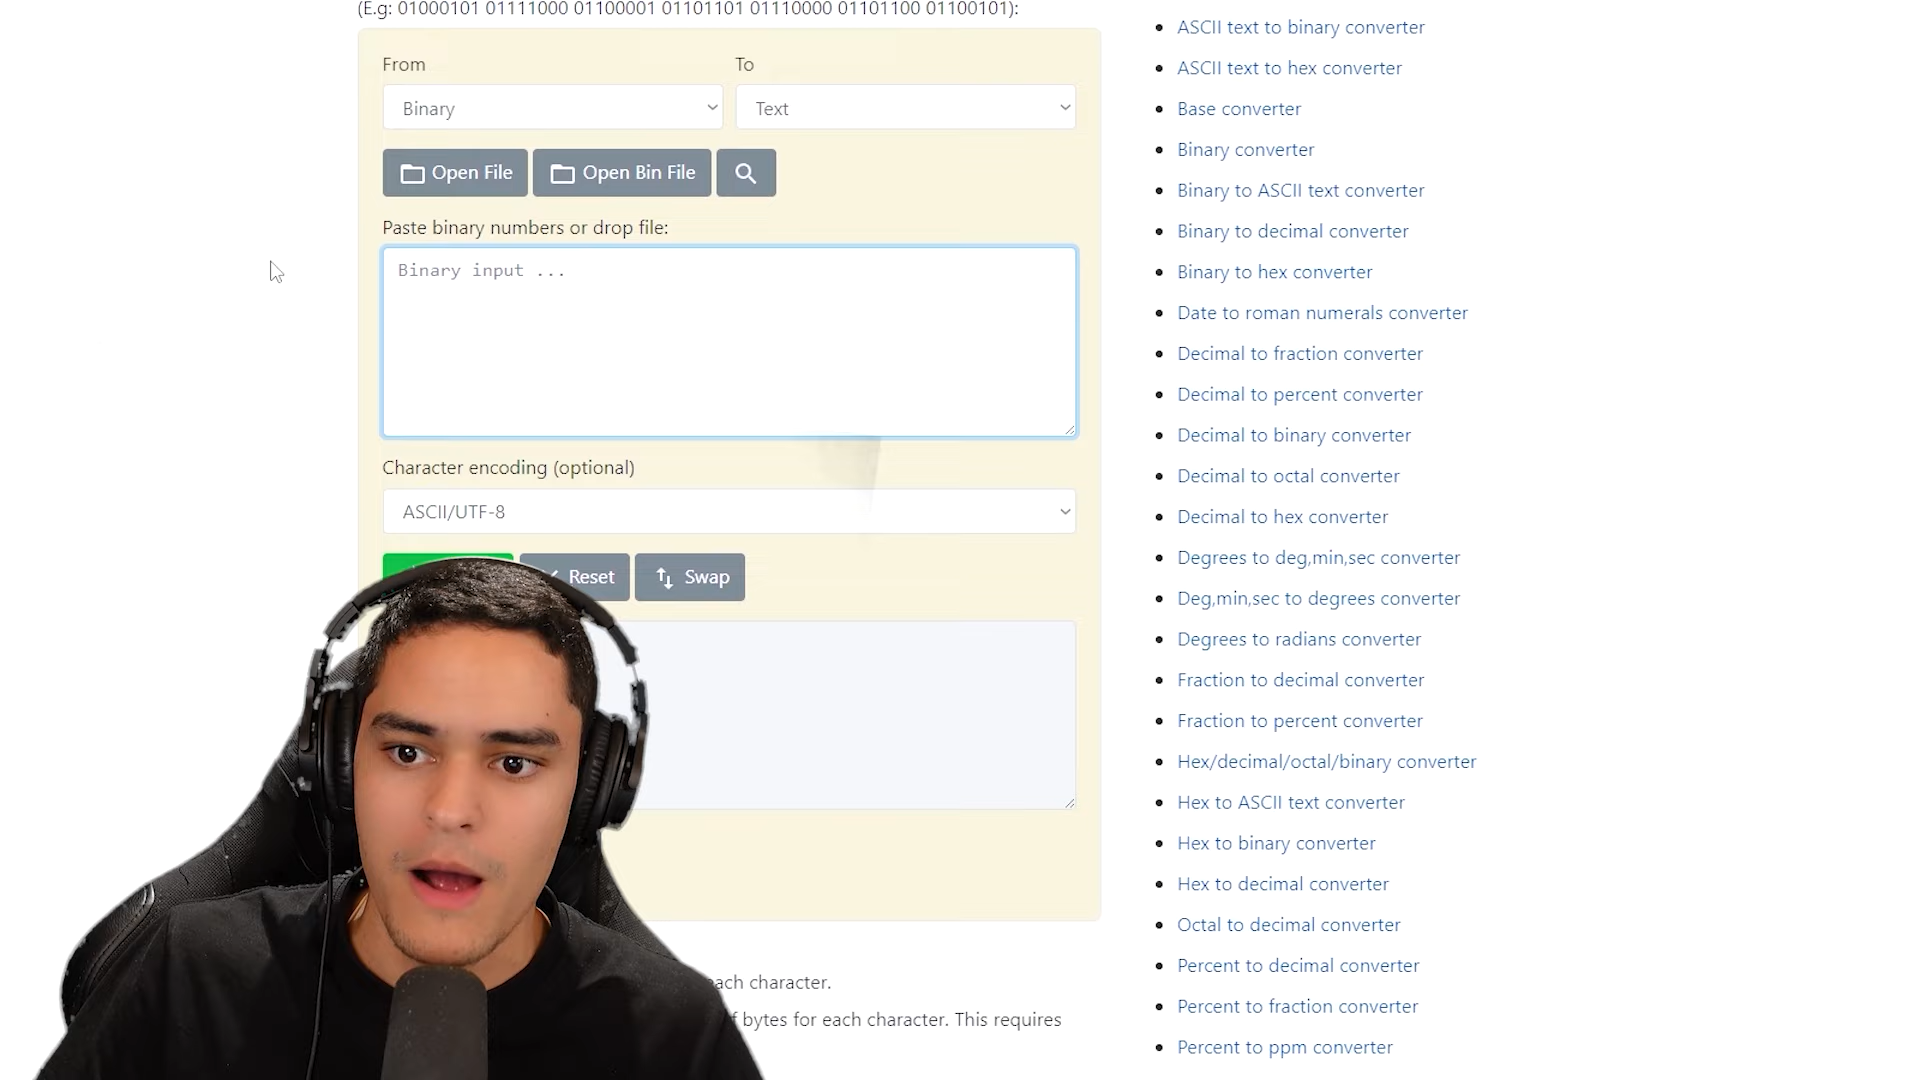 (E.g: 01000101 01111000 01100001 01101101 01110000 01101100 01100101):
From
To
Binary
Text
Open File
Open Bin File
Paste binary numbers or drop file:
Binary input ...
Character encoding (optional)
ASCII/UTF-8
Reset
Swap
each character.
f bytes for each character. This requires
ASCII text to binary converter
ASCII text to hex converter
Base converter
Binary converter
Binary to ASCII text converter
Binary to decimal converter
Binary to hex converter
Date to roman numerals converter
Decimal to fraction converter
Decimal to percent converter
Decimal to binary converter
Decimal to octal converter
Decimal to hex converter
Degrees to deg,min,sec converter
Deg,min,sec to degrees converter
Degrees to radians converter
Fraction to decimal converter
Fraction to percent converter
Hex/decimal/octal/binary converter
Hex to ASCII text converter
Hex to binary converter
Hex to decimal converter
Octal to decimal converter
Percent to decimal converter
Percent to fraction converter
Percent to ppm converter